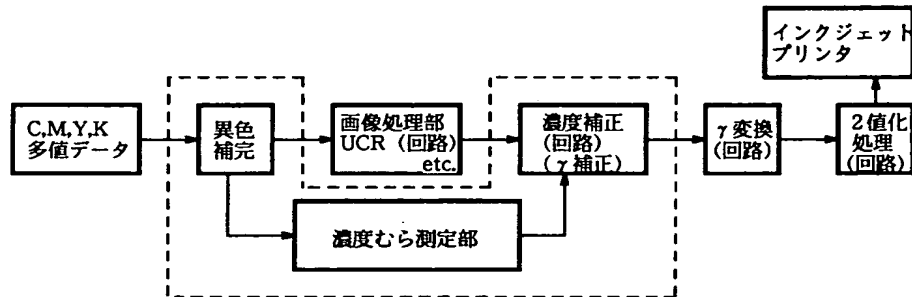 インクジェット
プリンタ
C,M,Y,K
多値データ
異色
補完
画像処理部
UCR (回路)
etc.
濃度補正
(回路)
(γ補正)
γ変換
(回路)
2値化
処理
(回路)
濃度むら測定部